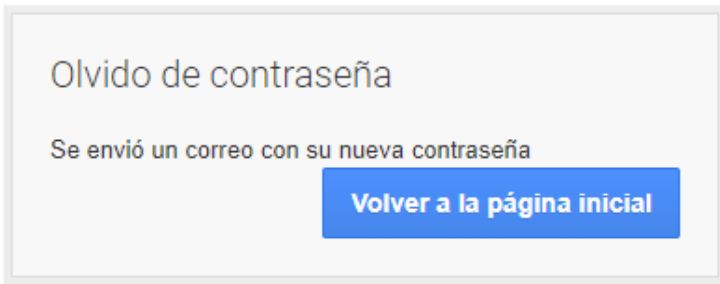 Olvido de contraseña
Se envió un correo con su nueva contraseña
Volver a la página inicial